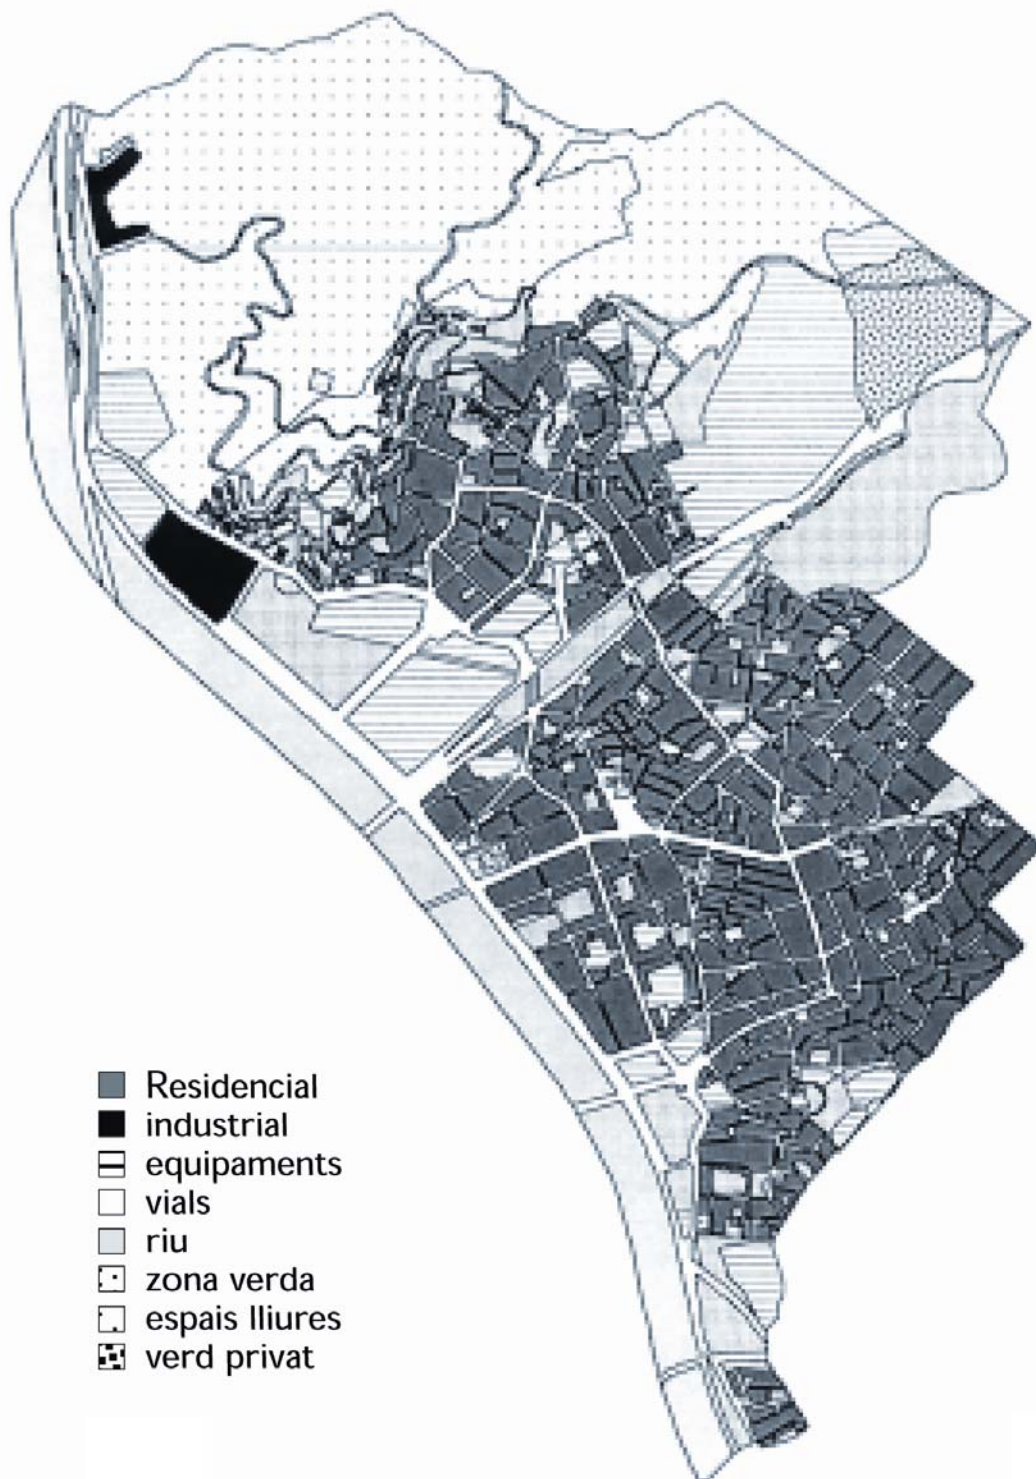 Residencial
industrial
equipaments
vials
riu
zona verda
espais lliures
verd privat